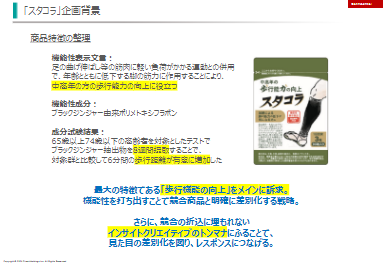 「スタコラ」企画背景
商品特徴の整理
機能性表示文章：
足の曲げ伸ばし等の筋肉に軽い負荷がかかる運動との併用
で、年齢とともに低下する脚の筋力に作用することにより、
中高年の方の歩行能力の向上に役立つ
機能性成分：
ブラックジンジャー由来ポリメトキシフラボン
成分試験結果：
65歳以上74歳以下の高齢者を対象としたテストで
ブラックジンジャー抽出物を8週間摂取することで、
対象群と比較して6分間の歩行距離が有意に増加した
中高年の
歩行能力の向上
スタコラ
最大の特徴である「歩行機能の向上」をメインに訴求。
機能性を打ち出すことで競合商品と明確に差別化する戦略。
さらに、競合の折込に埋もれない
インサイトクリエイティブのトンマナにふることで、
見た目の差別化を図り、レスポンスにつなげる。